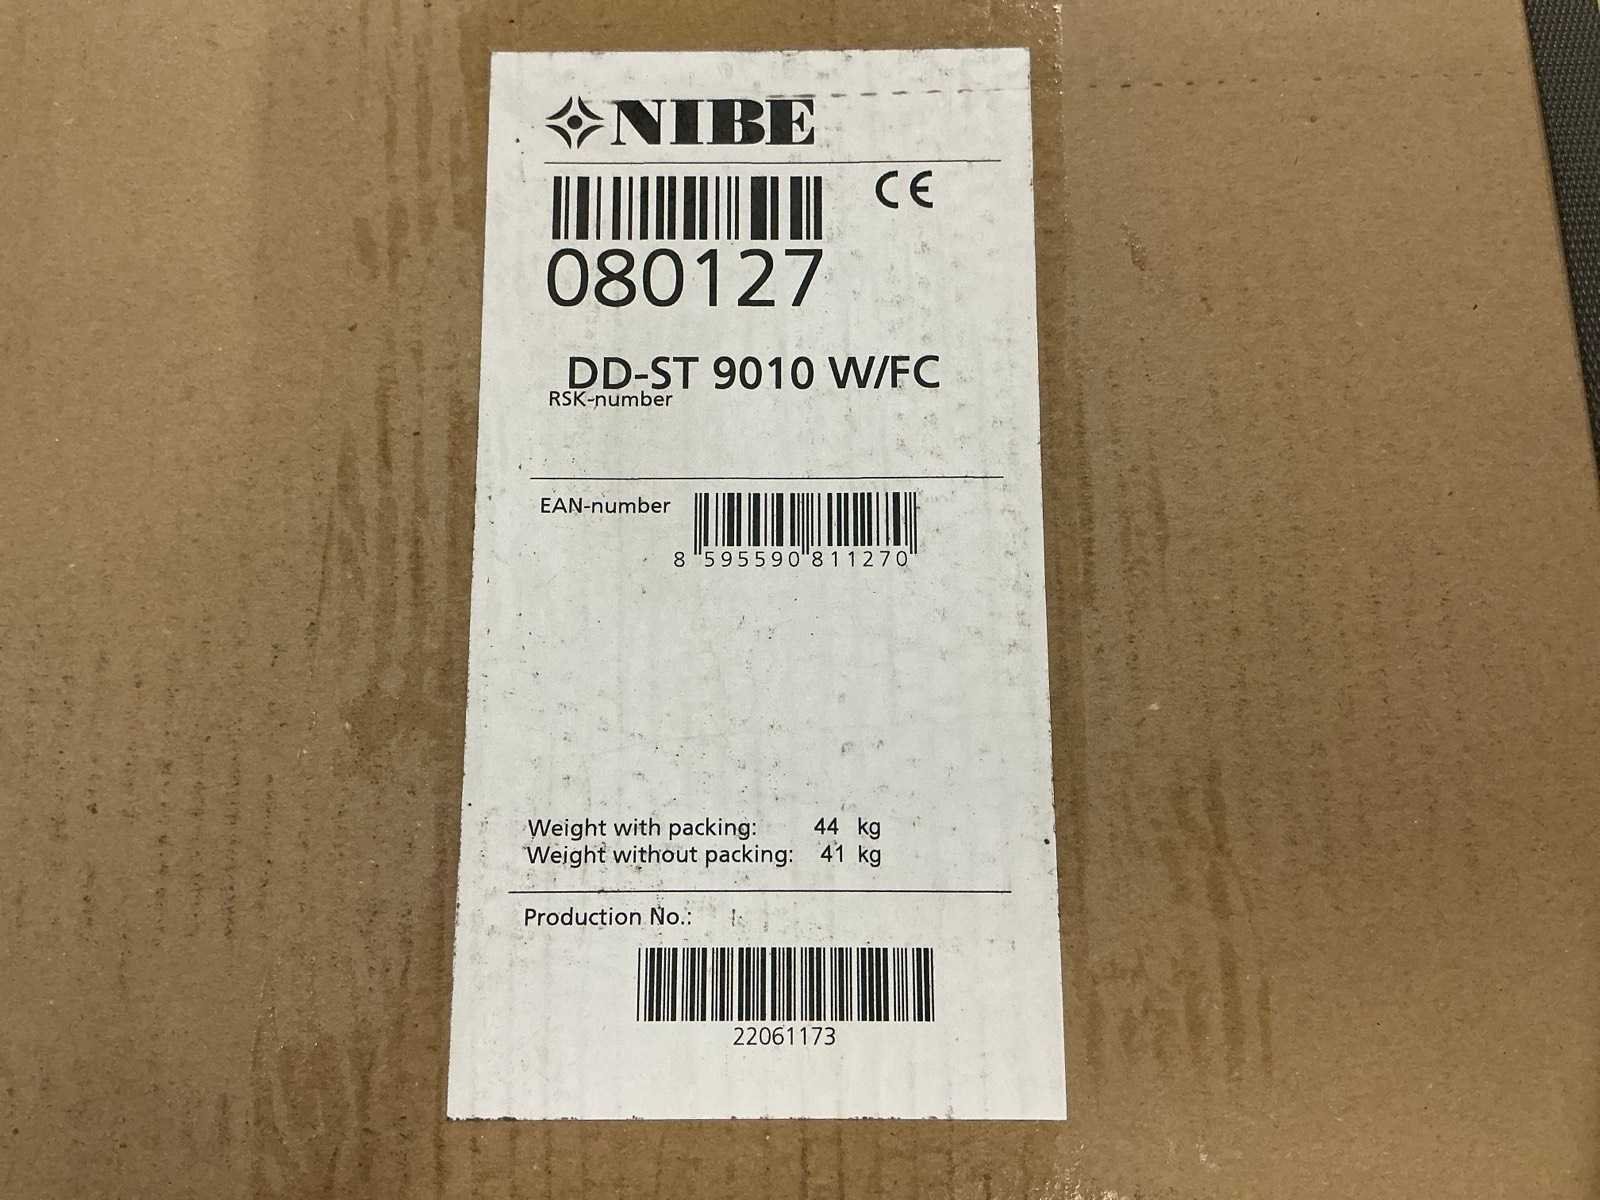 NIBE
CE
080127
DD-ST 9010 W/FC
RSK-number
EAN-number
8 595590 811270
Weight with packing: 44 kg
Weight without packing: 41 kg
Production No.:
22061173